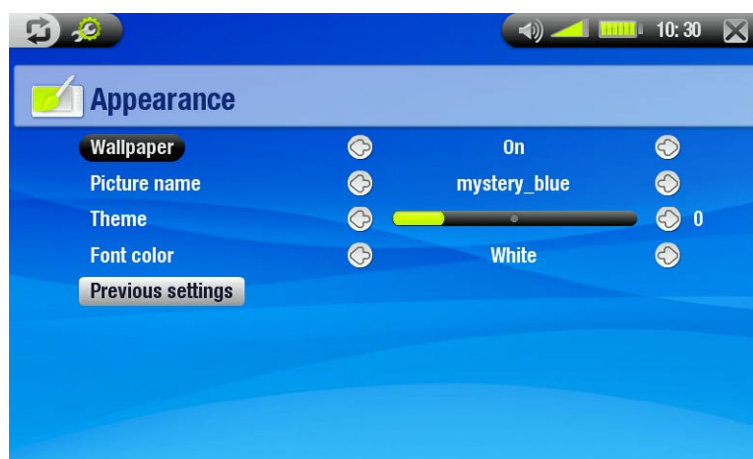 10:30
Appearance
Wallpaper On
Picture name mystery_blue
Theme 0
Font color White
Previous settings